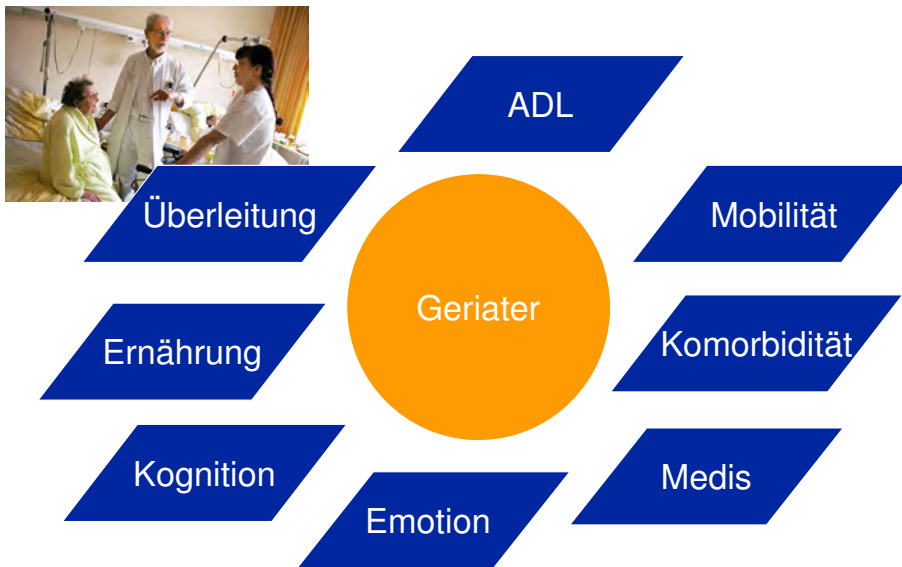 ADL
Überleitung
Mobilität
Geriater
Ernährung
Komorbidität
Kognition
Medis
Emotion